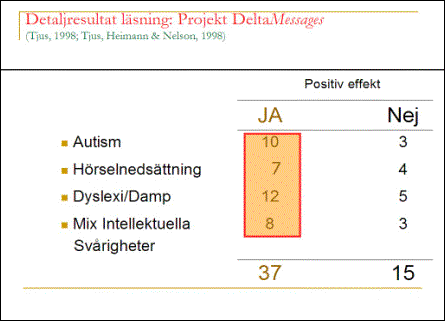 Detaljresultat läsning: Projekt DeltaMessages
(Tjus, 1998; Tjus, Heimann & Nelson, 1998)
Positiv effekt
JA Nej
Autism 10 3
Hörselnedsättning 7 4
Dyslexi/Damp 12 5
Mix Intellektuella 8 3
Svårigheter
37 15